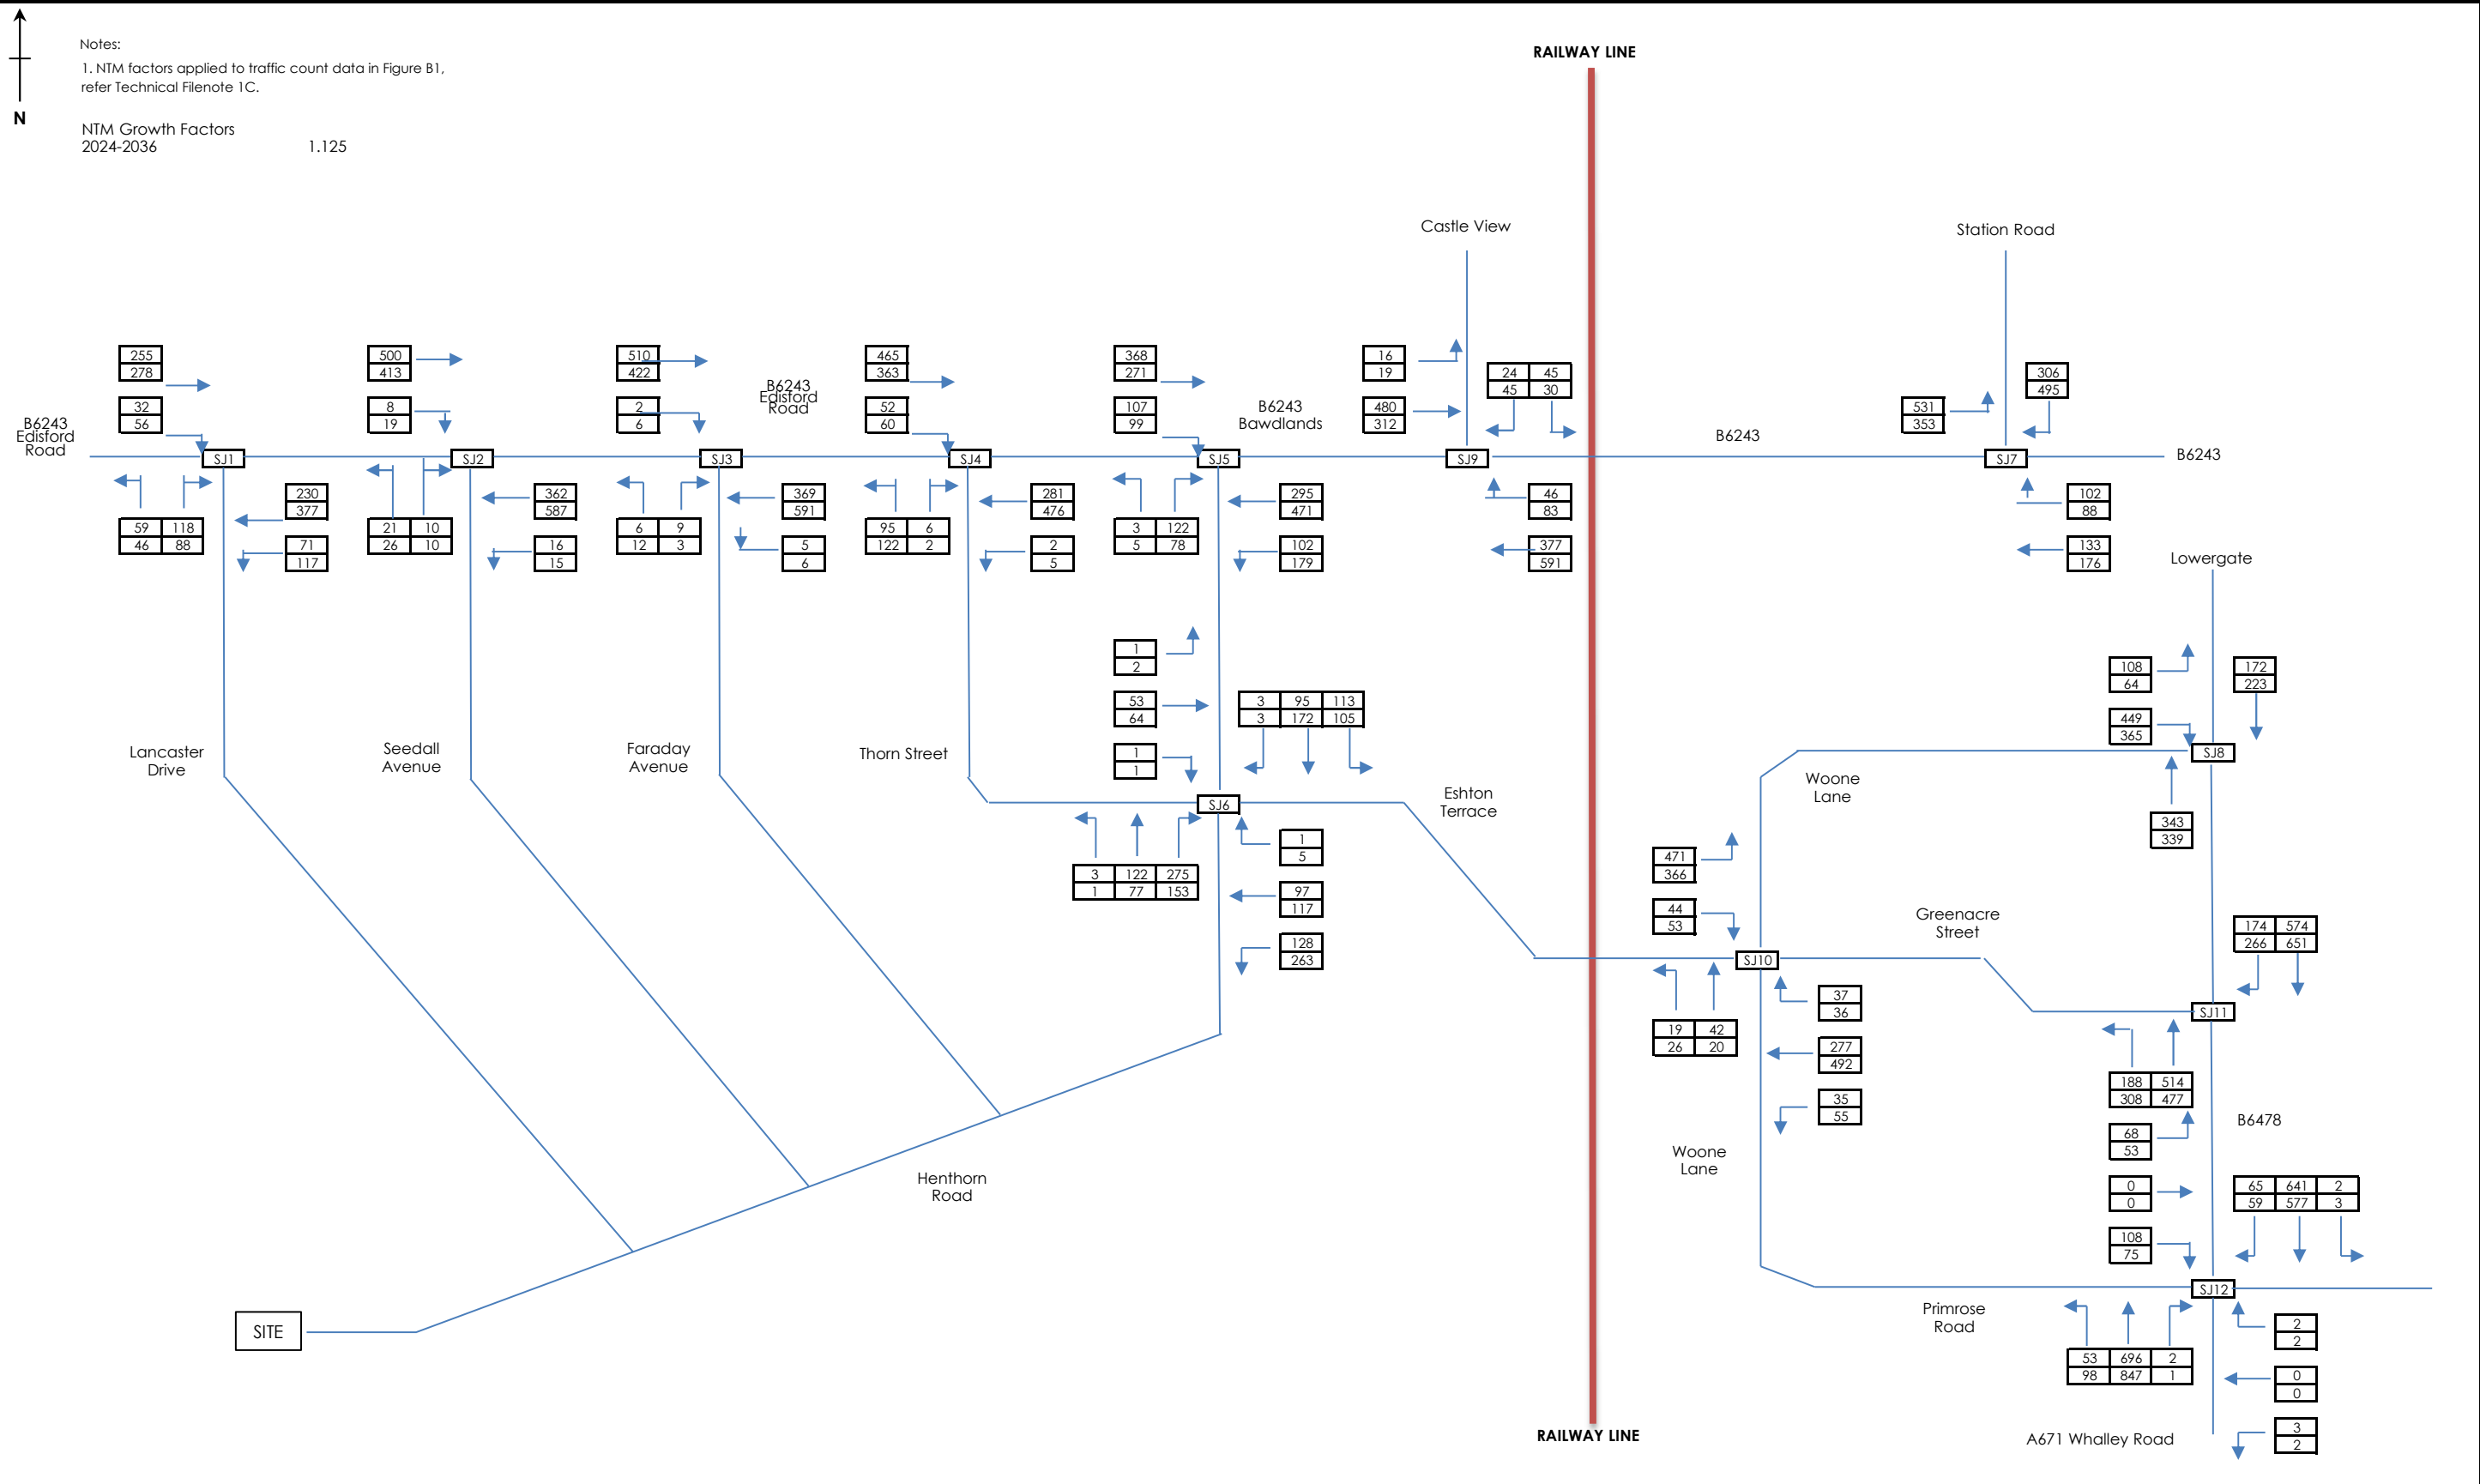 N
Notes:
1. NTM factors applied to traffic count data in Figure B1,
refer Technical Filenote 1C.
NTM Growth Factors
2024-2036 1.125
RAILWAY LINE
Castle View
Station Road
B6243
Edisford
Road
255
278
32
56
SJ1
59 118
46 88
230
377
71
117
500
413
8
19
SJ2
21 10
26 10
362
587
16
15
510
422
2
6
SJ3
6 9
12 3
369
591
5
6
B6243
Edisford
Road
465
363
52
60
SJ4
95 6
122 2
281
476
2
5
368
271
107
99
SJ5
3 122
5 78
295
471
102
179
B6243
Bawdlands
16
19
480
312
24 45
45 30
SJ9
46
83
377
591
B6243
531
353
306
495
SJ7
B6243
102
88
133
176
Lowergate
1
2
53
64
1
1
3 95 113
3 172 105
SJ6
3 122 275
1 77 153
1
5
97
117
128
263
Lancaster
Drive
Seedall
Avenue
Faraday
Avenue
Thorn Street
Eshton
Terrace
108
64
172
223
449
365
SJ8
343
339
Woone
Lane
471
366
44
53
SJ10
19 42
26 20
37
36
277
492
35
55
Greenacre
Street
174 574
266 651
SJ11
188 514
308 477
B6478
68
53
0
0
108
75
65 641 2
59 577 3
SJ12
53 696 2
98 847 1
2
2
0
0
3
2
Woone
Lane
Henthorn
Road
Primrose
Road
SITE
A671 Whalley Road
RAILWAY LINE